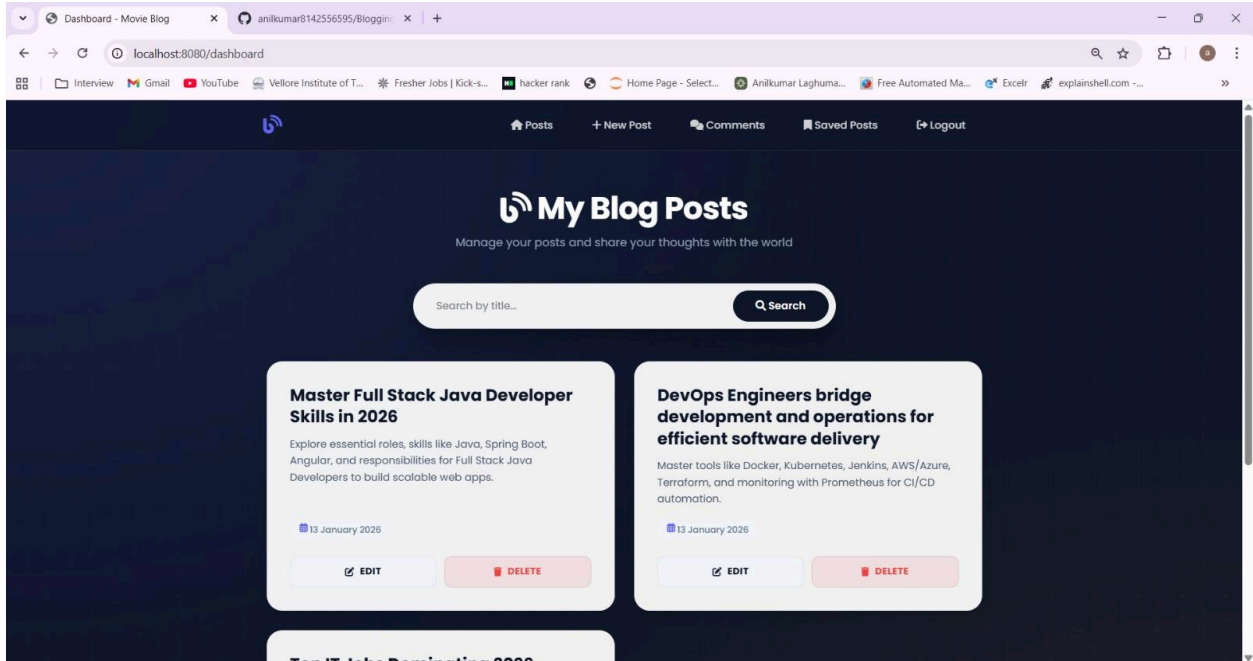 Dashboard - Movie Blog
anilkumar8142556595/Blogging
localhost:8080/dashboard
a
Interview
Gmail
YouTube
Vellore Institute of T...
Fresher Jobs | Kick-s...
hacker rank
Home Page - Select...
Anilkumar Laghuma...
Free Automated Ma...
Excelr
explainshell.com -...
Posts
+ New Post
Comments
Saved Posts
Logout
My Blog Posts
Manage your posts and share your thoughts with the world
Search by title...
Search
Master Full Stack Java Developer
Skills in 2026
Explore essential roles, skills like Java, Spring Boot,
Angular, and responsibilities for Full Stack Java
Developers to build scalable web apps.
13 January 2026
EDIT
DELETE
DevOps Engineers bridge
development and operations for
efficient software delivery
Master tools like Docker, Kubernetes, Jenkins, AWS/Azure,
Terraform, and monitoring with Prometheus for CI/CD
automation.
13 January 2026
EDIT
DELETE
Top IT Jobs Dominating 2026